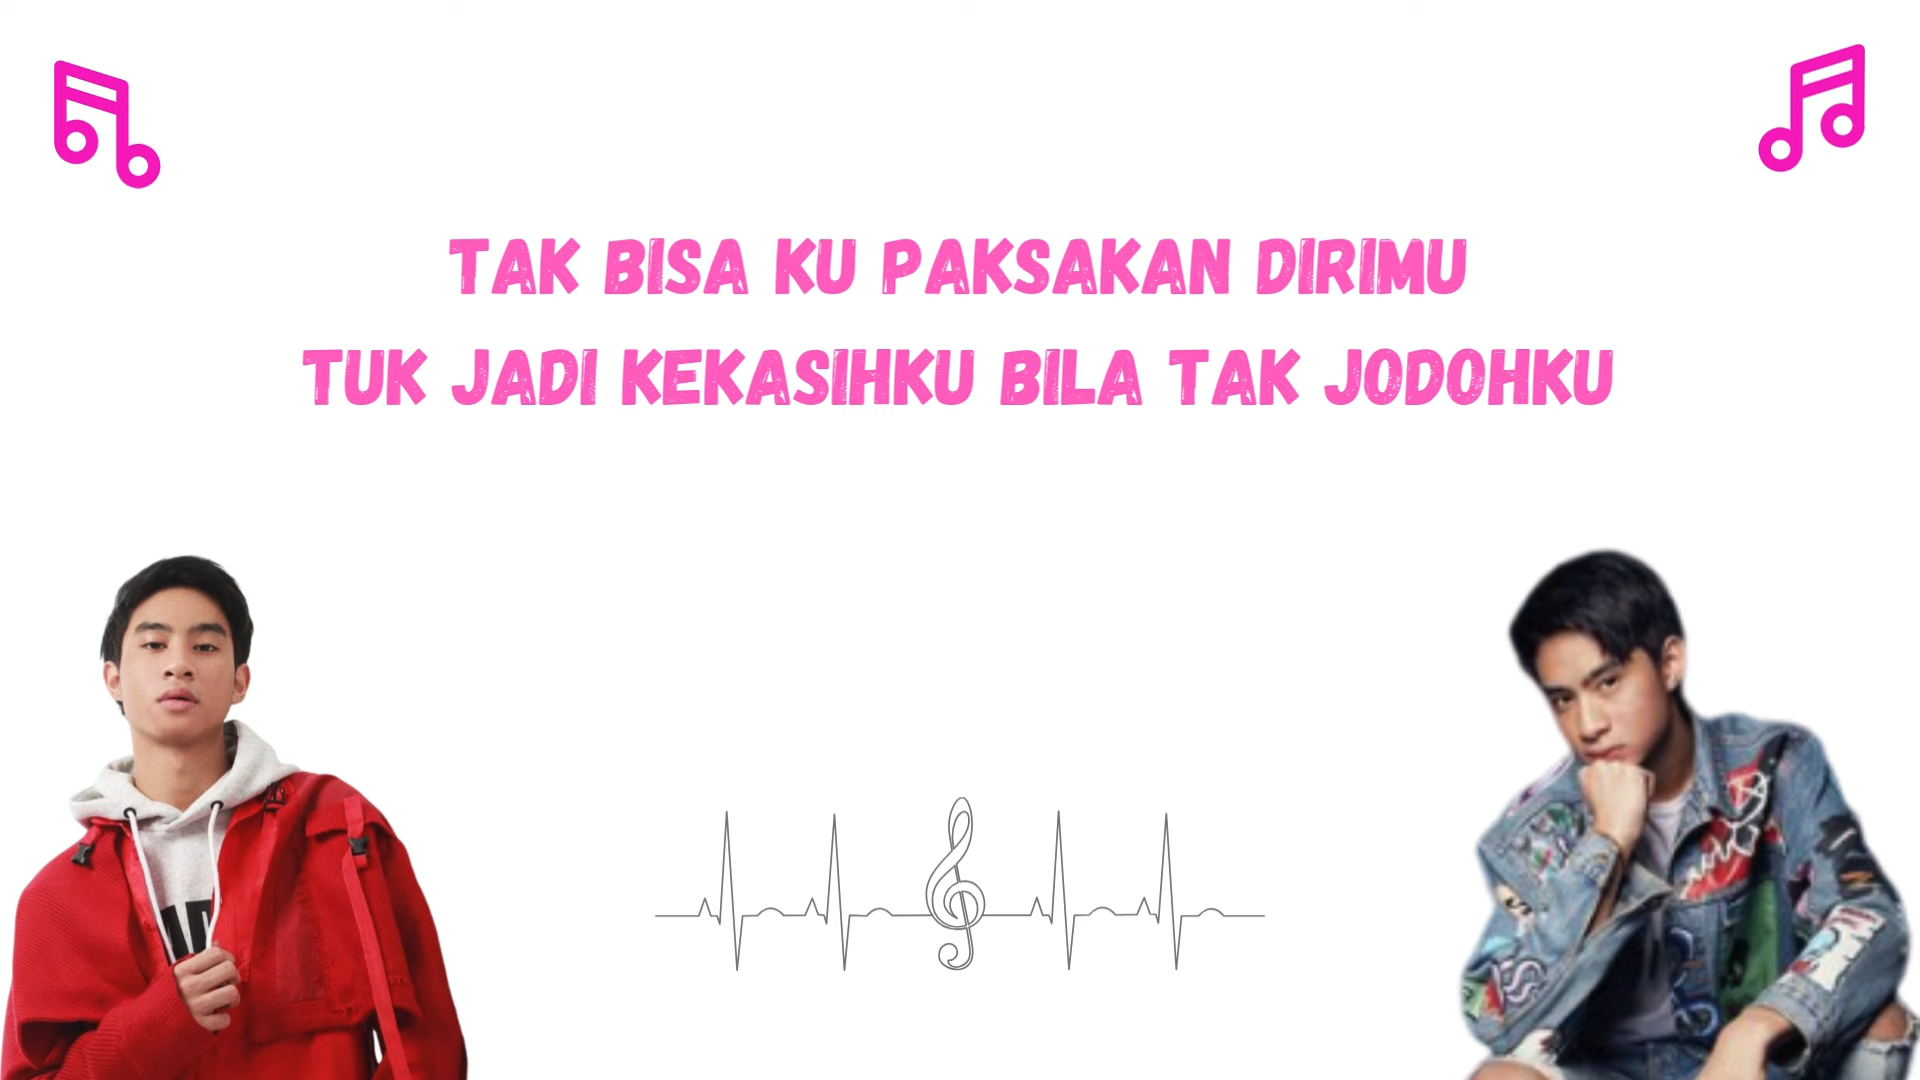 TAK BISA KU PAKSAKAN DIRIMU
TUK JADI KEKASIHKU BILA TAK JODOHKU